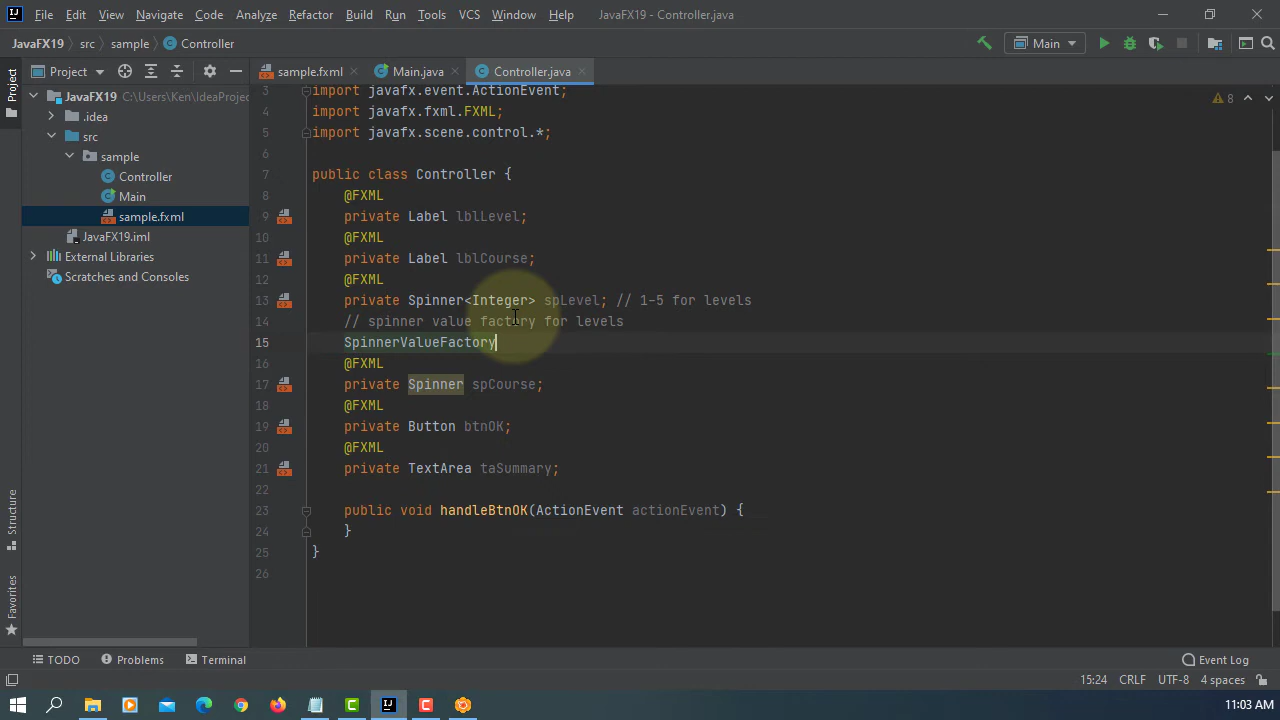 File Edit View Navigate Code Analyze Refactor Build Run Tools VCS Window Help JavaFX19 - Controller.java
JavaFX19 src sample Controller Main
Project sample.fxml Main.java Controller.java
Project
JavaFX19 C:\Users\Ken\IdeaProjec
.idea
src
sample
Controller
Main
sample.fxml
JavaFX19.iml
External Libraries
Scratches and Consoles
8
3 import javafx.event.ActionEvent;
4 import javafx.fxml.FXML;
5 import javafx.scene.control.*;
6
7 public class Controller {
8 @FXML
9 private Label lblLevel;
10 @FXML
11 private Label lblCourse;
12 @FXML
13 private Spinner<Integer> spLevel; // 1-5 for levels
14 // spinner value factory for levels
15 SpinnerValueFactory
16 @FXML
17 private Spinner spCourse;
18 @FXML
19 private Button btnOK;
20 @FXML
21 private TextArea taSummary;
22
23 public void handleBtnOK(ActionEvent actionEvent) {
24 }
25 }
26
Structure
Favorites
TODO Problems Terminal Event Log
15:24 CRLF UTF-8 4 spaces
11:03 AM